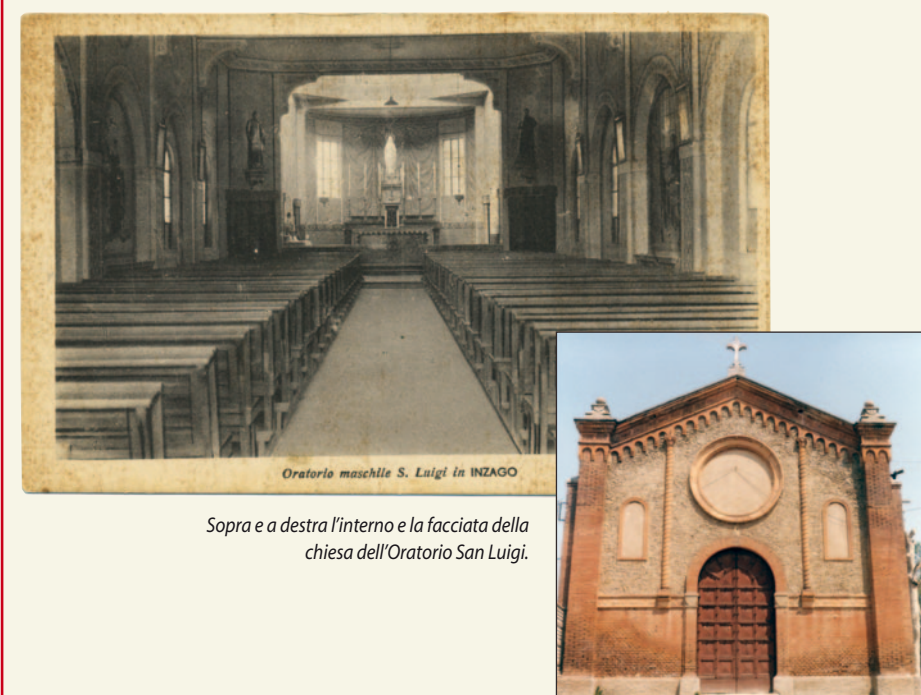 Oratorio maschile S. Luigi in INZAGO
Sopra e a destra l'interno e la facciata della
chiesa dell'Oratorio San Luigi.